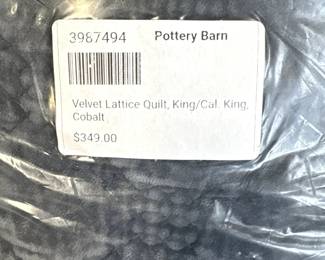 3987494 Pottery Barn
Velvet Lattice Quilt, King/Cal. King,
Cobalt
$349.00